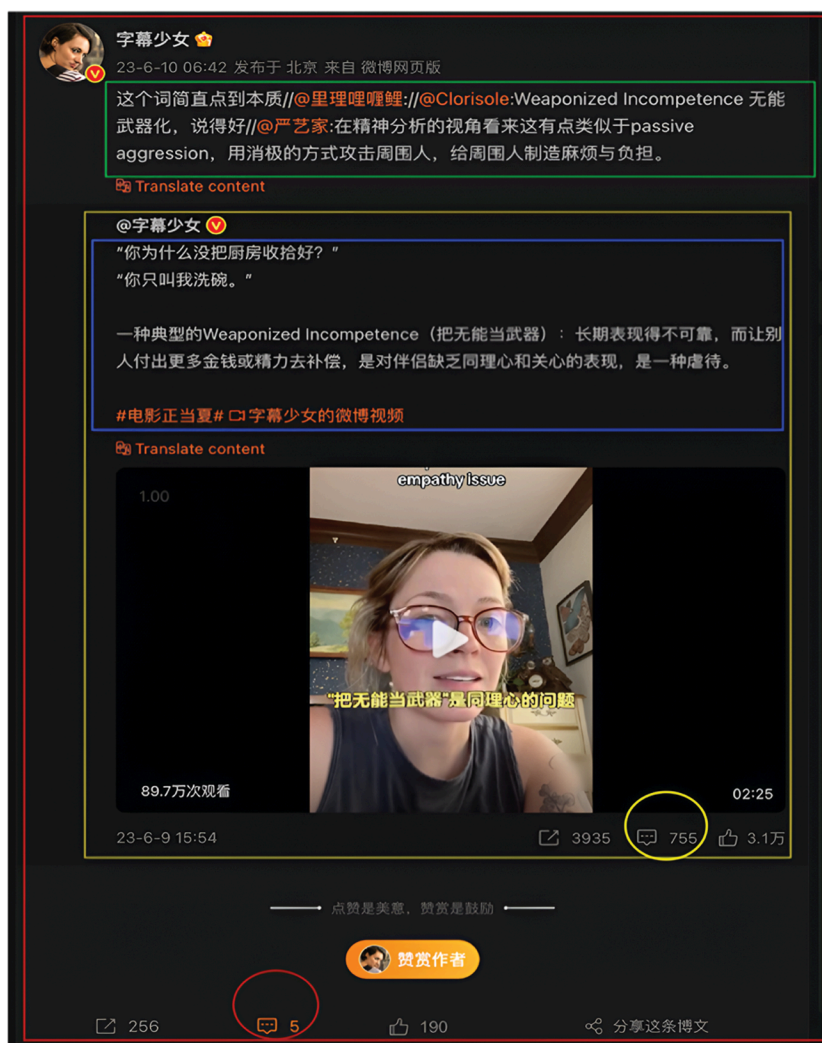 字幕少女
23-6-10 06:42 发布于 北京 来自 微博网页版
这个词简直点到本质//@里理哩喱鲤://@Clorisole:Weaponized Incompetence 无能
武器化，说得好//@严艺家:在精神分析的视角看来这有点类似于passive
aggression，用消极的方式攻击周围人，给周围人制造麻烦与负担。
Translate content
@字幕少女
“你为什么没把厨房收拾好？”
“你只叫我洗碗。”
一种典型的Weaponized Incompetence（把无能当武器）：长期表现得不可靠，而让别
人付出更多金钱或精力去补偿，是对伴侣缺乏同理心和关心的表现，是一种虐待。
#电影正当夏# 字幕少女的微博视频
Translate content
1.00
empathy issue
“把无能当武器”是同理心的问题
89.7万次观看
02:25
23-6-9 15:54
3935
755
3.1万
点赞是美意，赞赏是鼓励
赞赏作者
256
5
190
分享这条博文